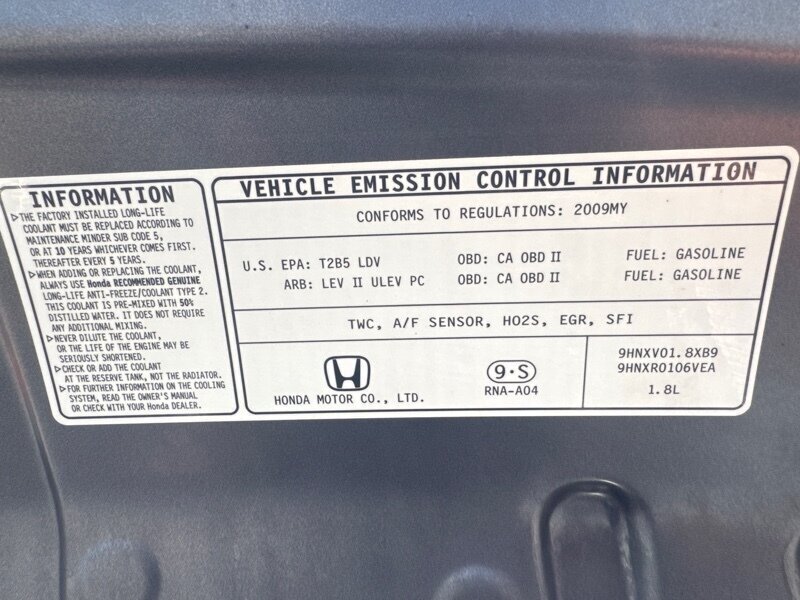 INFORMATION
▷THE FACTORY INSTALLED LONG-LIFE
COOLANT MUST BE REPLACED ACCORDING TO
MAINTENANCE MINDER SUB CODE 5,
OR AT 10 YEARS WHICHEVER COMES FIRST.
THEREAFTER EVERY 5 YEARS.
▷WHEN ADDING OR REPLACING THE COOLANT,
ALWAYS USE Honda RECOMMENDED GENUINE
LONG-LIFE ANTI-FREEZE/COOLANT TYPE 2.
THIS COOLANT IS PRE-MIXED WITH 50%
DISTILLED WATER. IT DOES NOT REQUIRE
ANY ADDITIONAL MIXING.
▷NEVER DILUTE THE COOLANT,
OR THE LIFE OF THE ENGINE MAY BE
SERIOUSLY SHORTENED.
▷CHECK OR ADD THE COOLANT
AT THE RESERVE TANK, NOT THE RADIATOR.
▷FOR FURTHER INFORMATION ON THE COOLING
SYSTEM, READ THE OWNER'S MANUAL
OR CHECK WITH YOUR Honda DEALER.
VEHICLE EMISSION CONTROL INFORMATION
CONFORMS TO REGULATIONS: 2009MY
U.S. EPA: T2B5 LDV OBD: CA OBD II FUEL: GASOLINE
ARB: LEV II ULEV PC OBD: CA OBD II FUEL: GASOLINE
TWC, A/F SENSOR, HO2S, EGR, SFI
HONDA MOTOR CO., LTD.
9·S
RNA-A04
9HNXV01.8XB9
9HNXR0106VEA
1.8L